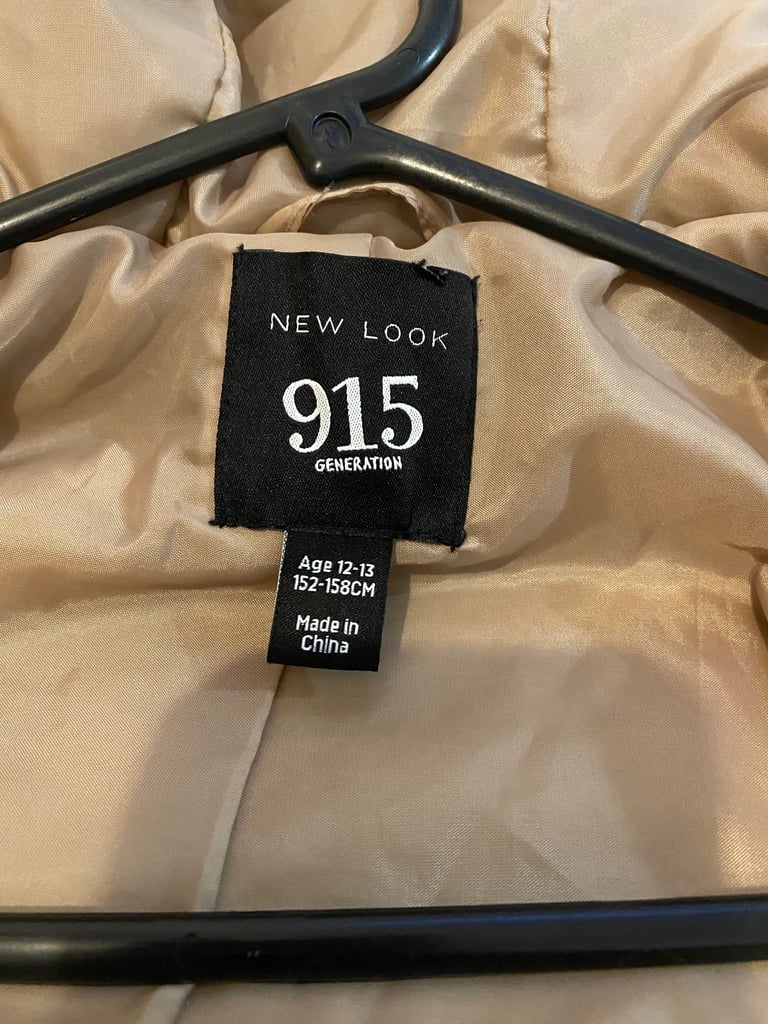 NEW LOOK
915
GENERATION
Age 12-13
152-158CM
Made in
China